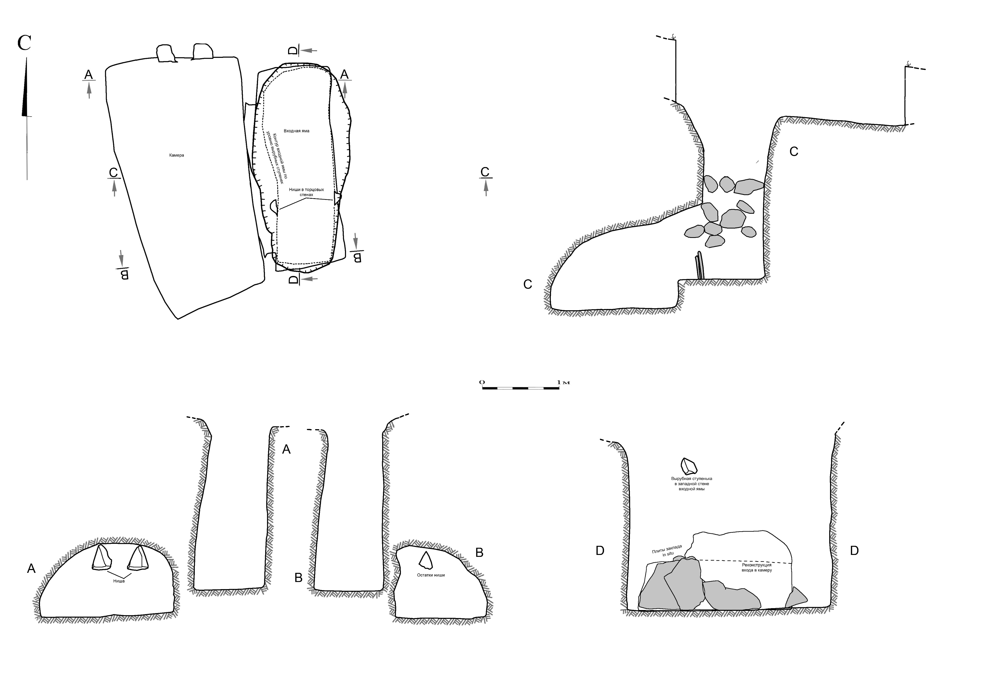 С
D
A
A
Входная яма
Контур входной ямы по
уровню вырубных ступенек
Камера
C
Ниши в торцовых
стенах
B
B
D
C
C
C
0 1 м
A
A
Ниша
B
B
Остатки ниши
Вырубная ступенька
в западной стене
входной ямы
D
D
Плиты заклада
in situ
Реконструкция
входа в камеру